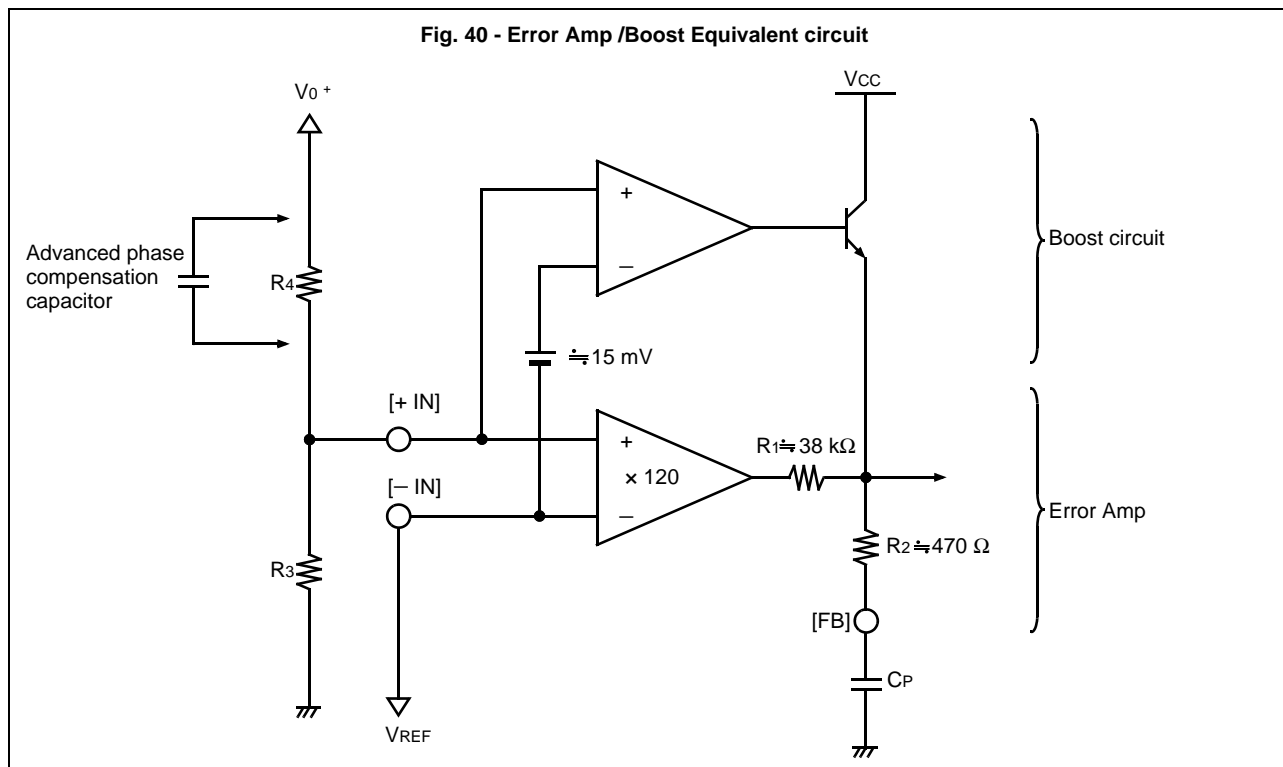 Fig. 40 - Error Amp /Boost Equivalent circuit
VCC
V0 +
+
−
Boost circuit
Advanced phase
compensation
capacitor
R4
≒15 mV
[+ IN]
+
× 120
−
R1≒38 kΩ
[− IN]
Error Amp
R2≒470 Ω
R3
[FB]
CP
VREF